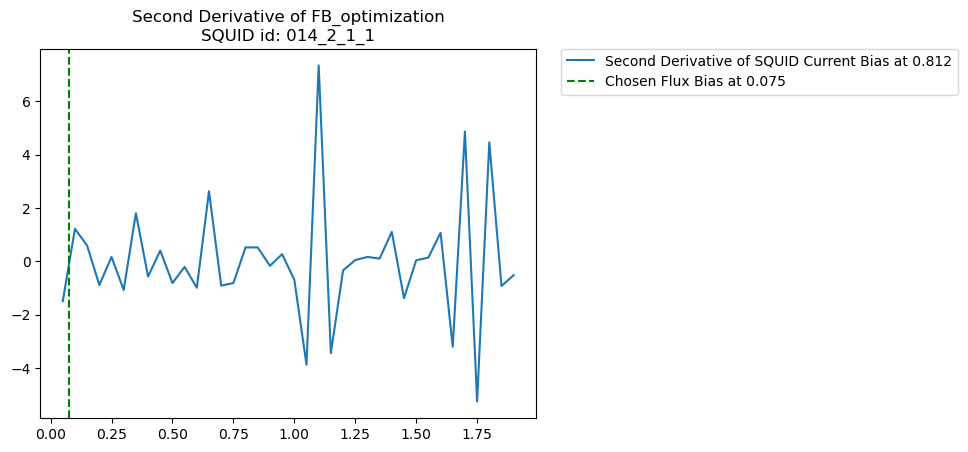 Second Derivative of FB_optimization
SQUID id: 014_2_1_1
Second Derivative of SQUID Current Bias at 0.812
Chosen Flux Bias at 0.075
6
4
2
0
−2
−4
0.00 0.25 0.50 0.75 1.00 1.25 1.50 1.75